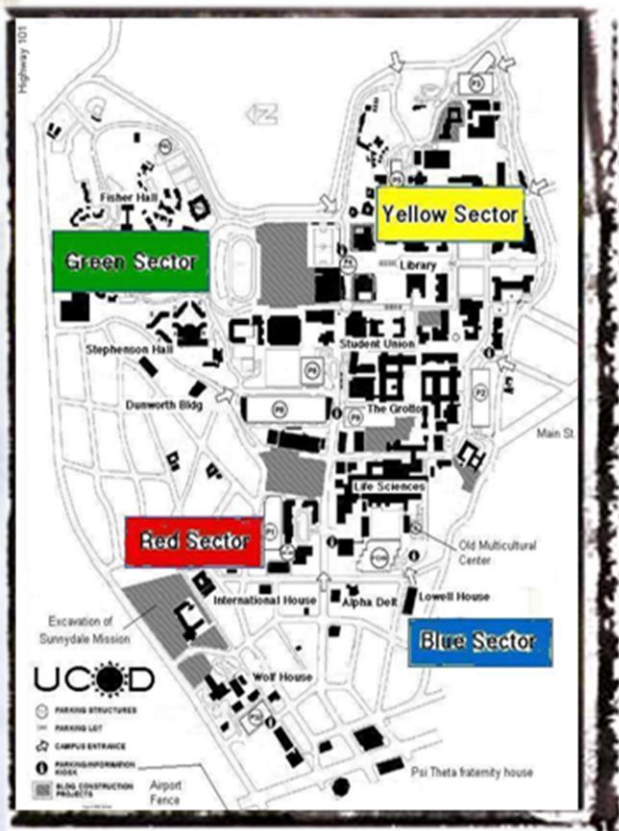 Highway 101
Fisher Hall
Yellow Sector
Green Sector
Library
Stephenson Hall
Student Union
Dunworth Bldg
The Grotto
Main St
Life Sciences
Red Sector
Old Multicultural
Center
International House
Alpha Delt
Lowell House
Excavation of
Sunnydale Mission
Blue Sector
UCSD
Wolf House
PARKING STRUCTURES
PARKING LOT
CAMPUS ENTRANCE
PARKING/INFORMATION
KIOSK
BLDG CONSTRUCTION
PROJECTS
Airport
Fence
Psi Theta fraternity house